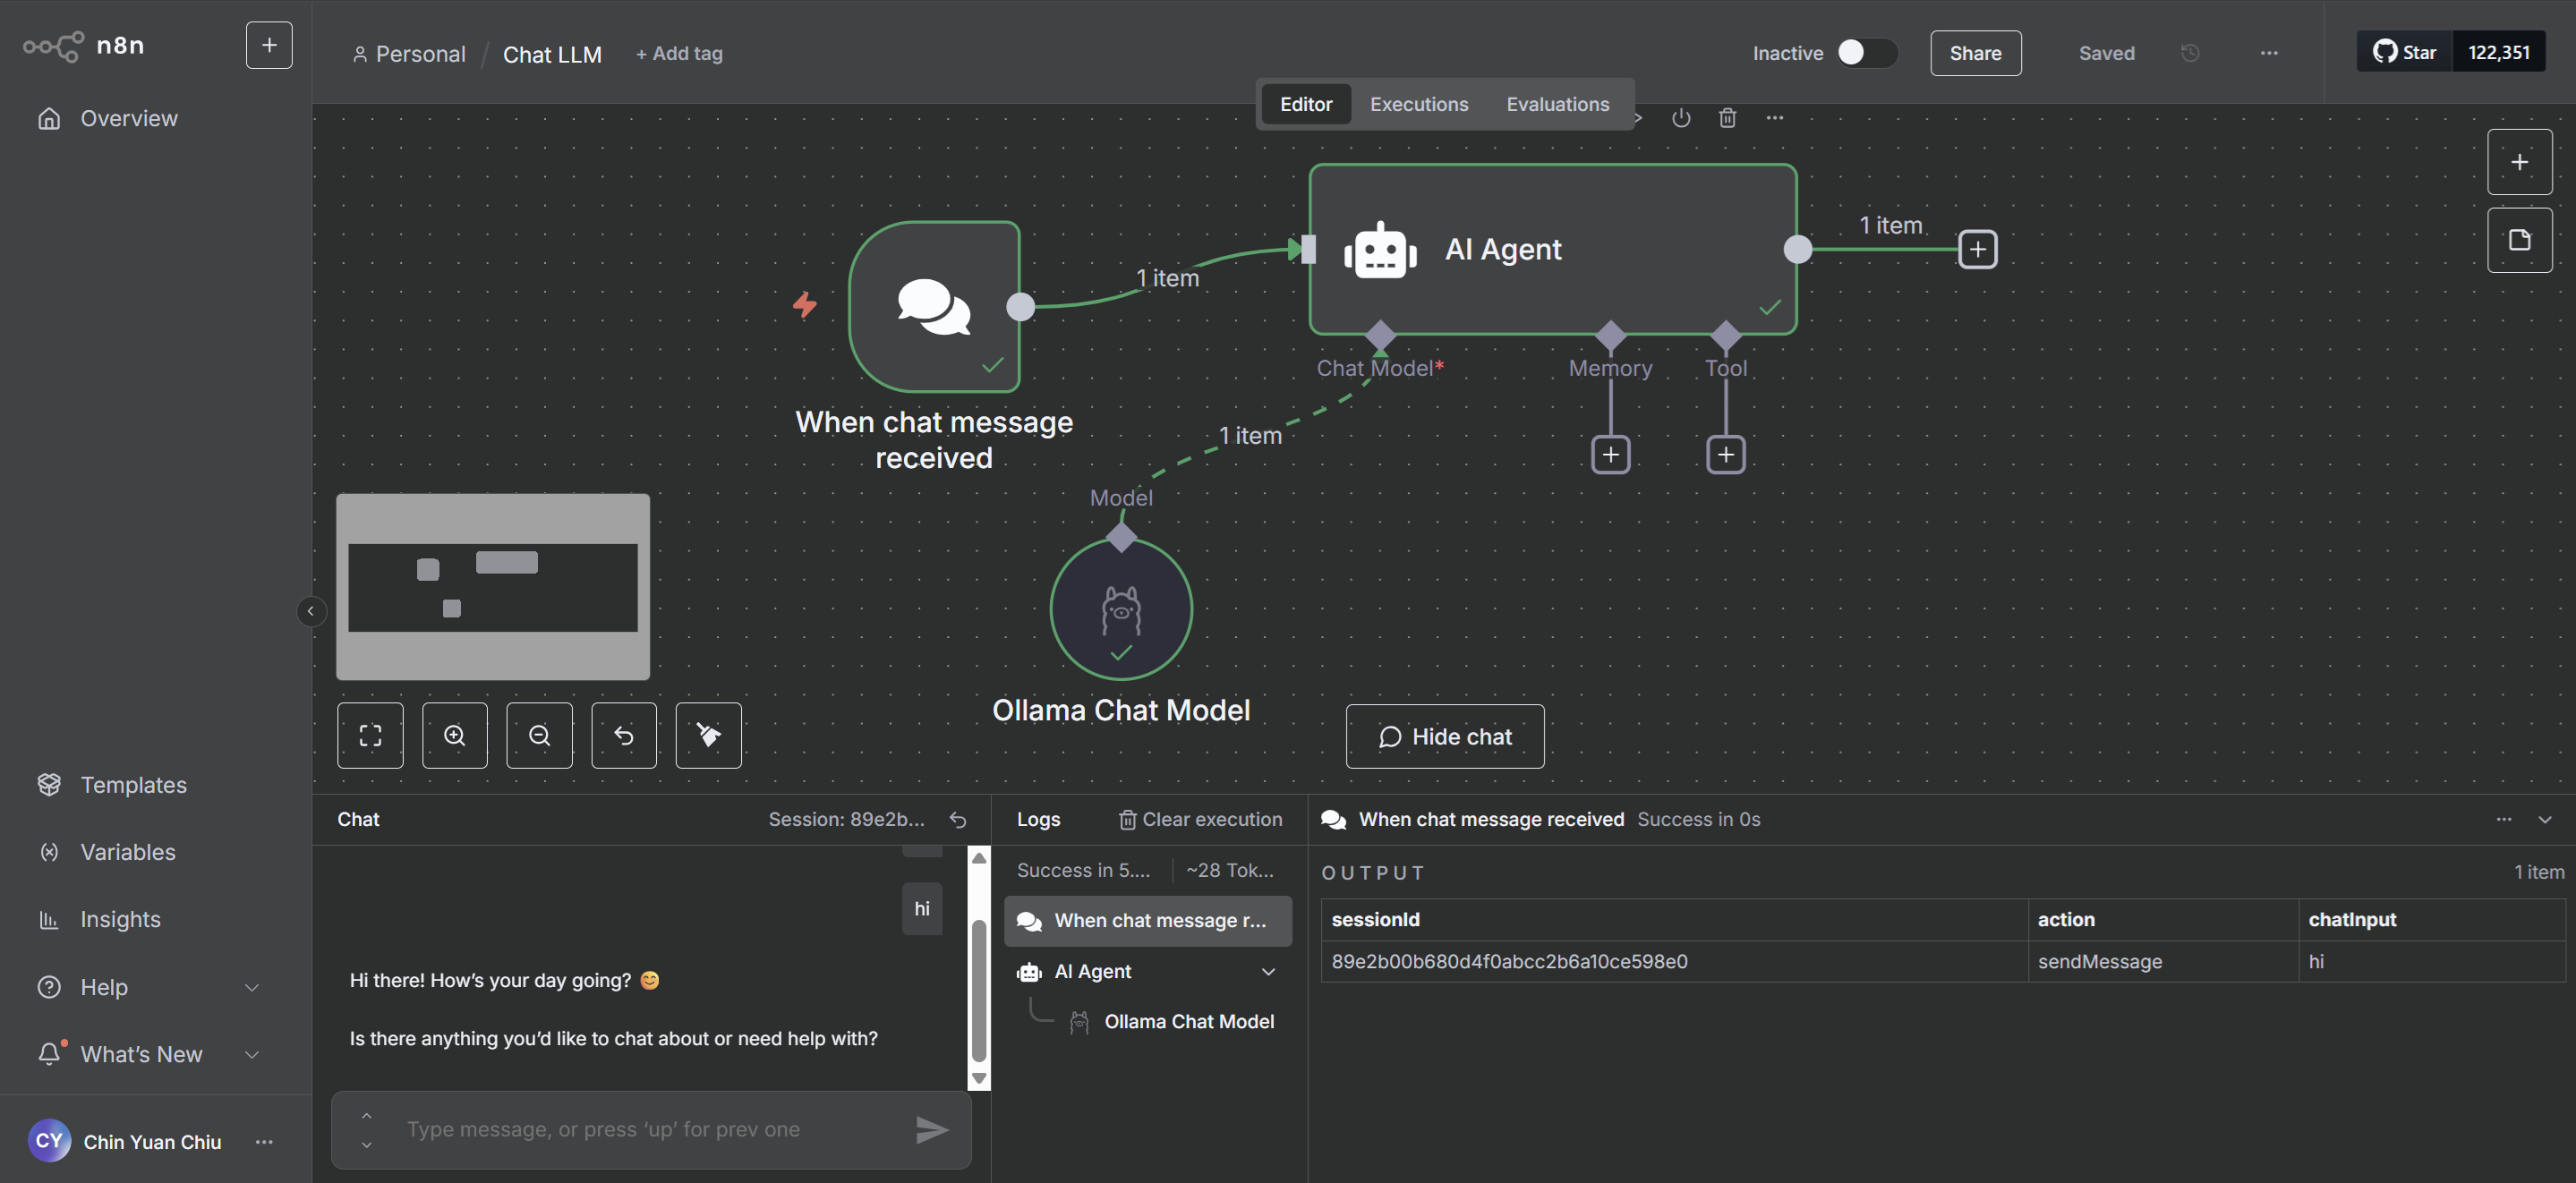 n8n
Personal / Chat LLM + Add tag
Inactive
Share
Saved
Star 122,351
Editor Executions Evaluations
Overview
AI Agent
1 item
1 item
Chat Model*
Memory
Tool
When chat message
received
1 item
Model
Ollama Chat Model
Hide chat
Templates
Variables
Insights
Help
What's New
CY Chin Yuan Chiu
Chat
Session: 89e2b...
hi
Hi there! How's your day going? 😊
Is there anything you'd like to chat about or need help with?
Type message, or press 'up' for prev one
Logs
Clear execution
Success in 5.... ~28 Tok...
When chat message r...
AI Agent
Ollama Chat Model
When chat message received Success in 0s
OUTPUT
1 item
sessionId action chatInput
89e2b00b680d4f0abcc2b6a10ce598e0 sendMessage hi